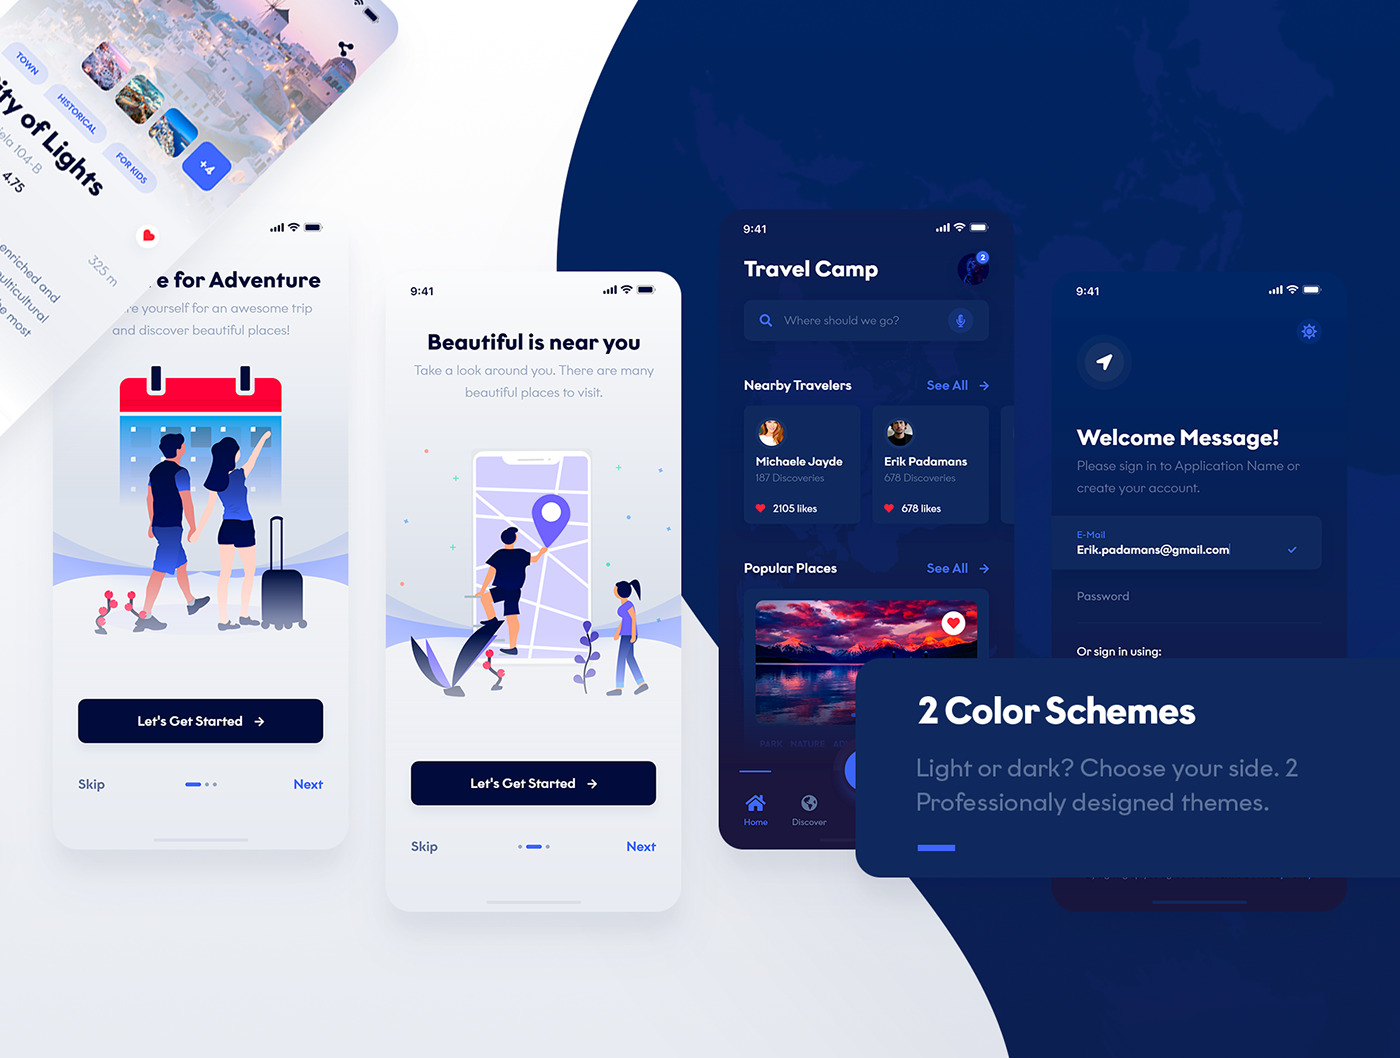 TOWN
HISTORICAL
FOR KIDS
+4
ity of Lights
ela 104-B
4.75
325 m
enriched and
ulticultural
he most
e for Adventure
re yourself for an awesome trip
and discover beautiful places!
Let's Get Started
Skip
Next
9:41
Beautiful is near you
Take a look around you. There are many
beautiful places to visit.
Let's Get Started
Skip
Next
9:41
Travel Camp
2
Where should we go?
Nearby Travelers
See All
Michaele Jayde
187 Discoveries
2105 likes
Erik Padamans
678 Discoveries
678 likes
Popular Places
See All
PARK
NATURE
Home
Discover
9:41
Welcome Message!
Please sign in to Application Name or
create your account.
E-Mail
Erik.padamans@gmail.com
Password
Or sign in using:
2 Color Schemes
Light or dark? Choose your side. 2
Professionaly designed themes.